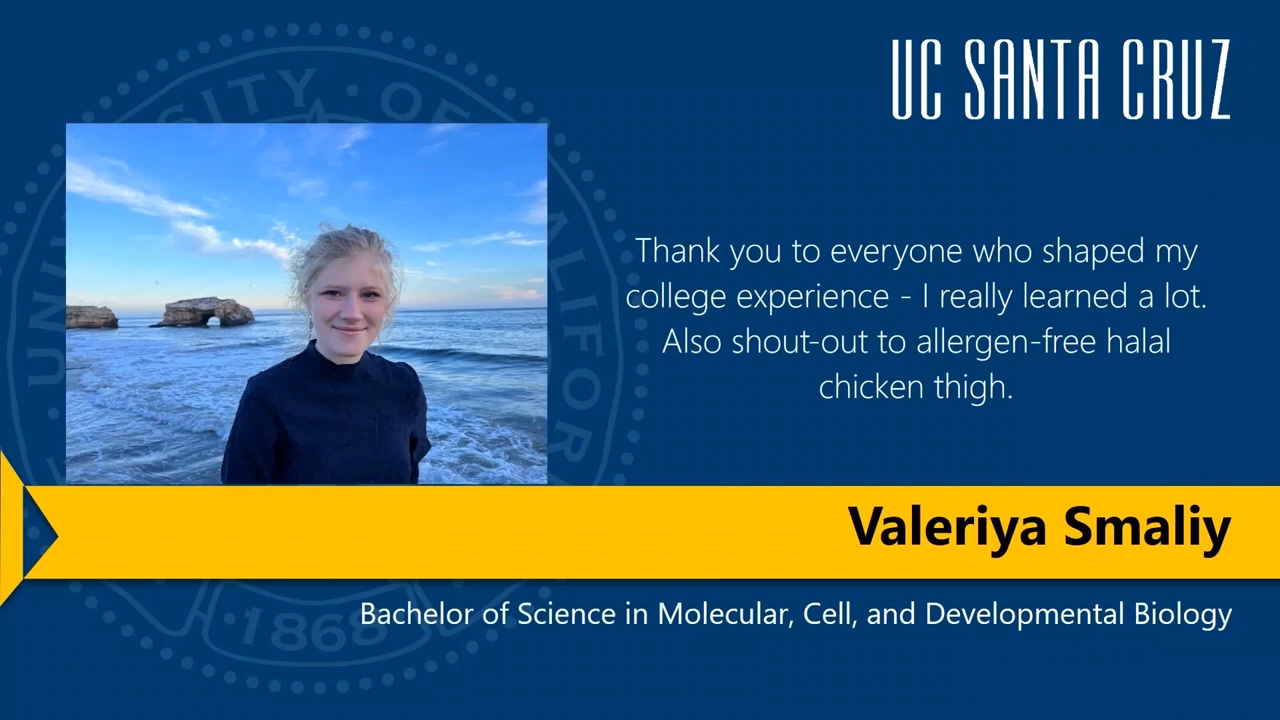 UC SANTA CRUZ
Thank you to everyone who shaped my
college experience - I really learned a lot.
Also shout-out to allergen-free halal
chicken thigh.
Valeriya Smaliy
Bachelor of Science in Molecular, Cell, and Developmental Biology
1868